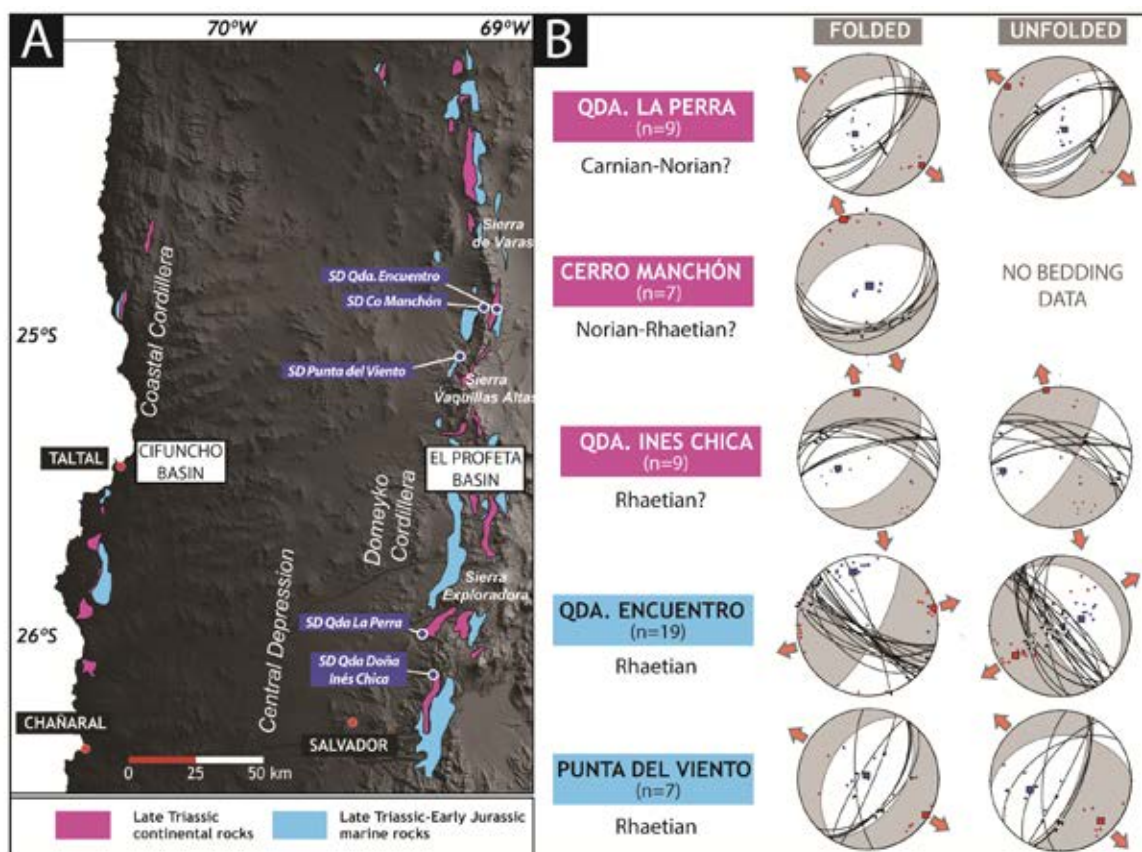 A
70°W
69°W
Sierra
de Varas
SD Qda. Encuentro
SD Co Manchón
25°S
Coastal Cordillera
SD Punta del Viento
Sierra
Vaquillas Altas
TALTAL
CIFUNCHO
BASIN
EL PROFETA
BASIN
Domeyko
Cordillera
Sierra
Exploradora
26°S
SD Qda La Perra
Central Depression
SD Qda Doña
Inés Chica
CHAÑARAL
SALVADOR
0 25 50 km
Late Triassic
continental rocks
Late Triassic-Early Jurassic
marine rocks
B
FOLDED
UNFOLDED
QDA. LA PERRA
(n=9)
Carnian-Norian?
CERRO MANCHÓN
(n=7)
Norian-Rhaetian?
NO BEDDING
DATA
QDA. INES CHICA
(n=9)
Rhaetian?
QDA. ENCUENTRO
(n=19)
Rhaetian
PUNTA DEL VIENTO
(n=7)
Rhaetian